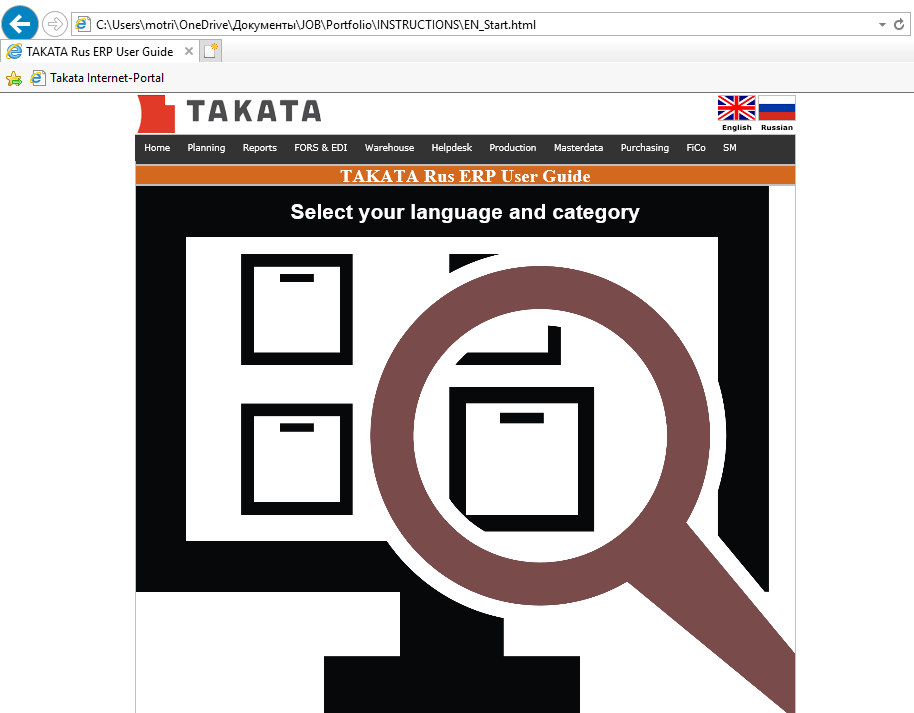 C:\Users\motri\OneDrive\Документы\JOB\Portfolio\INSTRUCTIONS\EN_Start.html
TAKATA Rus ERP User Guide
Takata Internet-Portal
TAKATA
English Russian
Home Planning Reports FORS & EDI Warehouse Helpdesk Production Masterdata Purchasing FiCo SM
TAKATA Rus ERP User Guide
Select your language and category